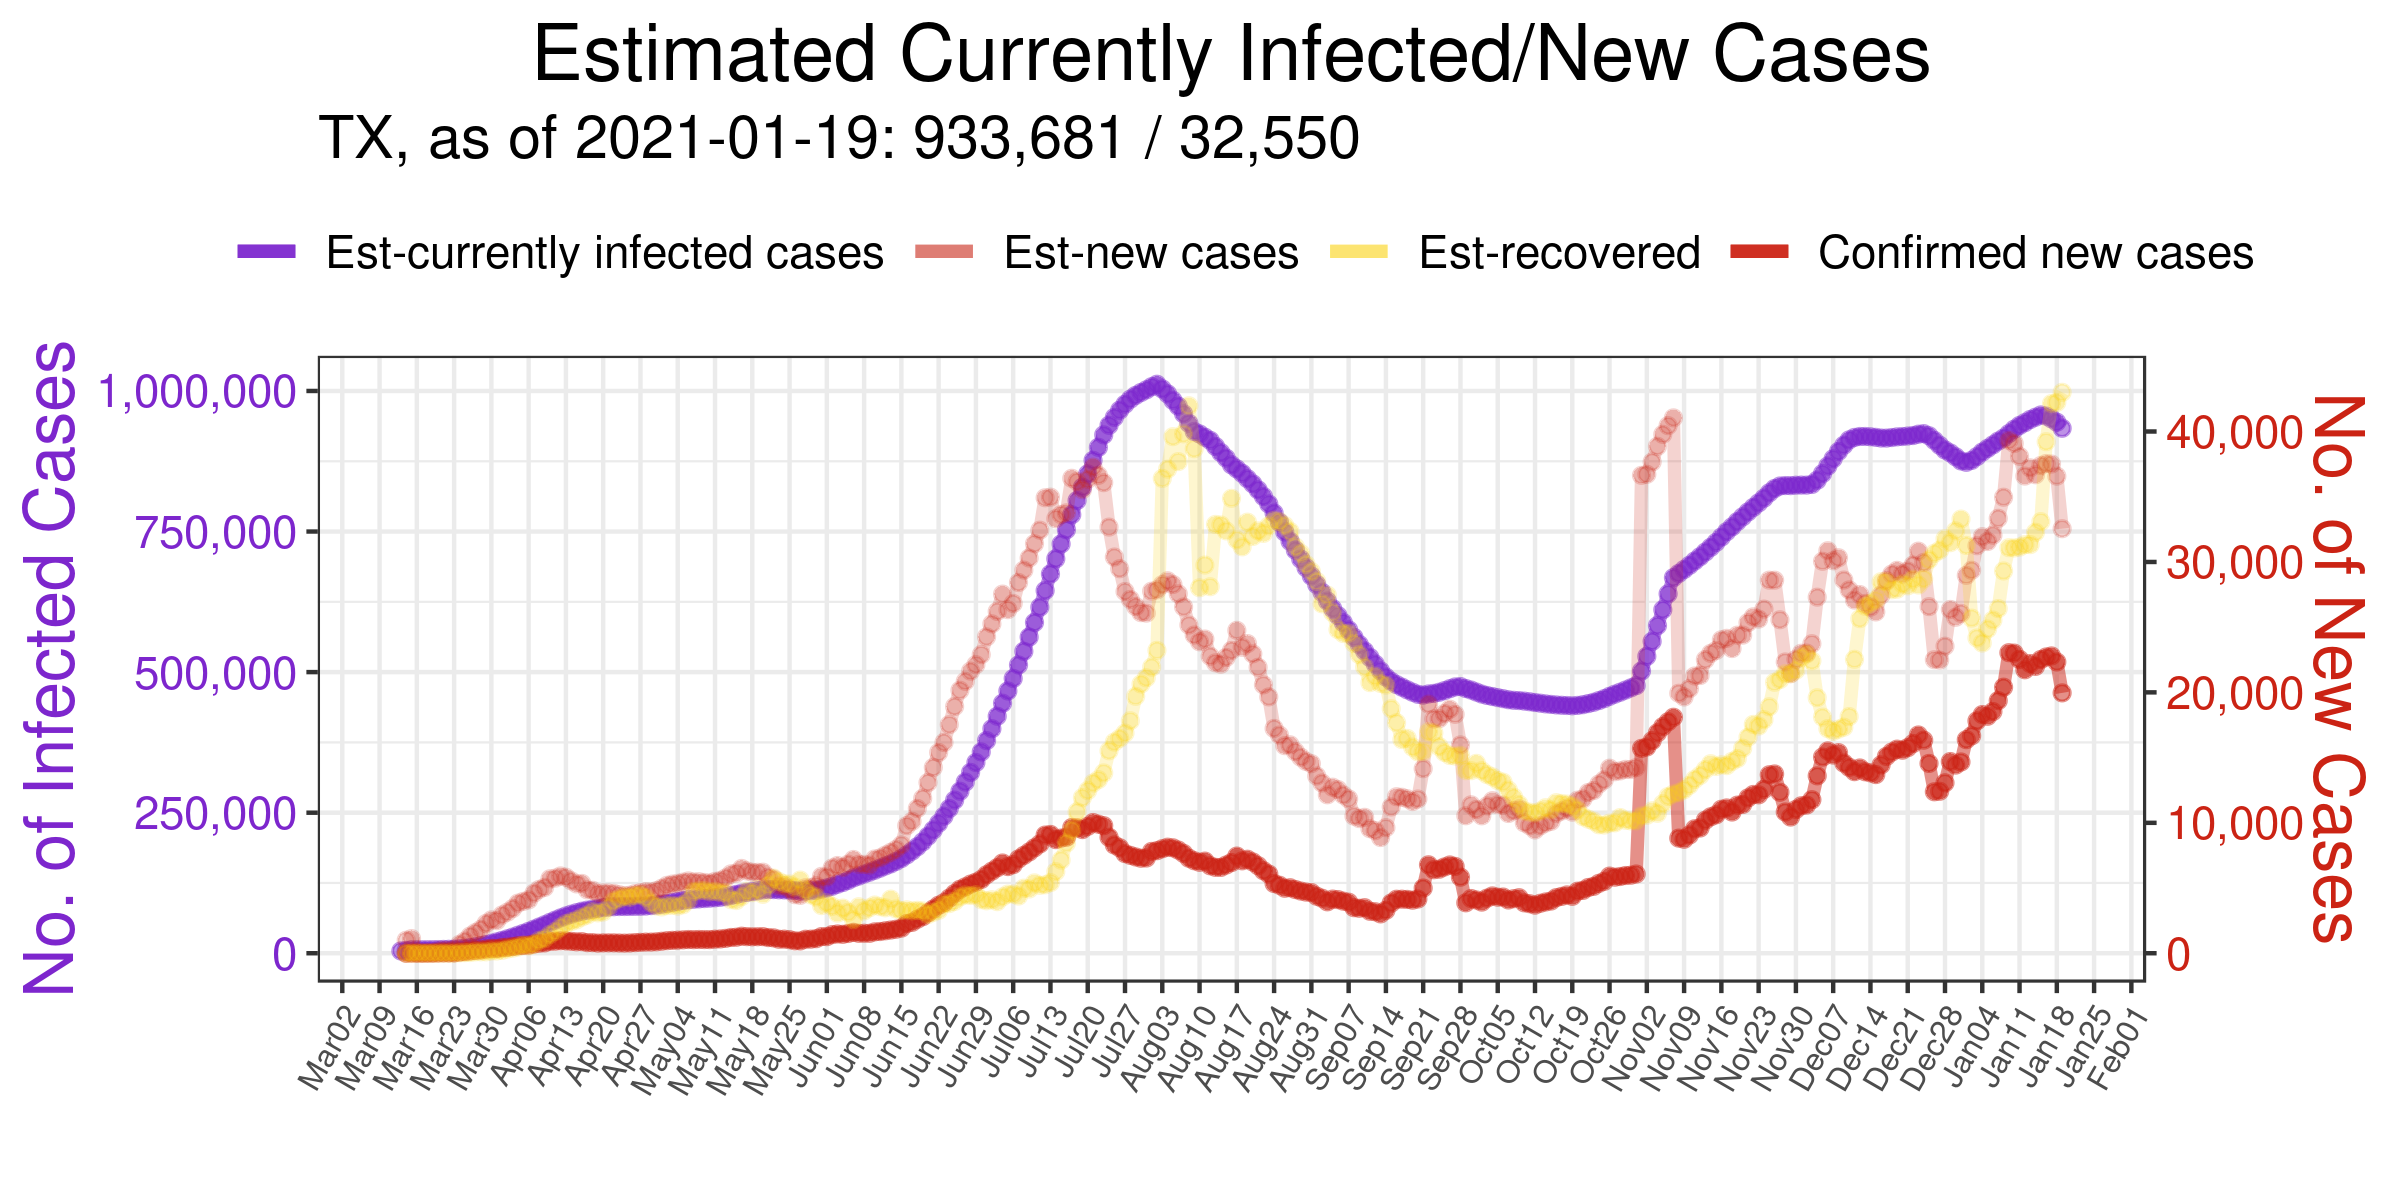 Estimated Currently Infected/New Cases
TX, as of 2021-01-19: 933,681 / 32,550
Est-currently infected cases Est-new cases Est-recovered Confirmed new cases
No. of Infected Cases
1,000,000
750,000
500,000
250,000
0
40,000
30,000
20,000
10,000
0
No. of New Cases
Mar02 Mar09 Mar16 Mar23 Mar30 Apr06 Apr13 Apr20 Apr27 May04 May11 May18 May25 Jun01 Jun08 Jun15 Jun22 Jun29 Jul06 Jul13 Jul20 Jul27 Aug03 Aug10 Aug17 Aug24 Aug31 Sep07 Sep14 Sep21 Sep28 Oct05 Oct12 Oct19 Oct26 Nov02 Nov09 Nov16 Nov23 Nov30 Dec07 Dec14 Dec21 Dec28 Jan04 Jan11 Jan18 Jan25 Feb01